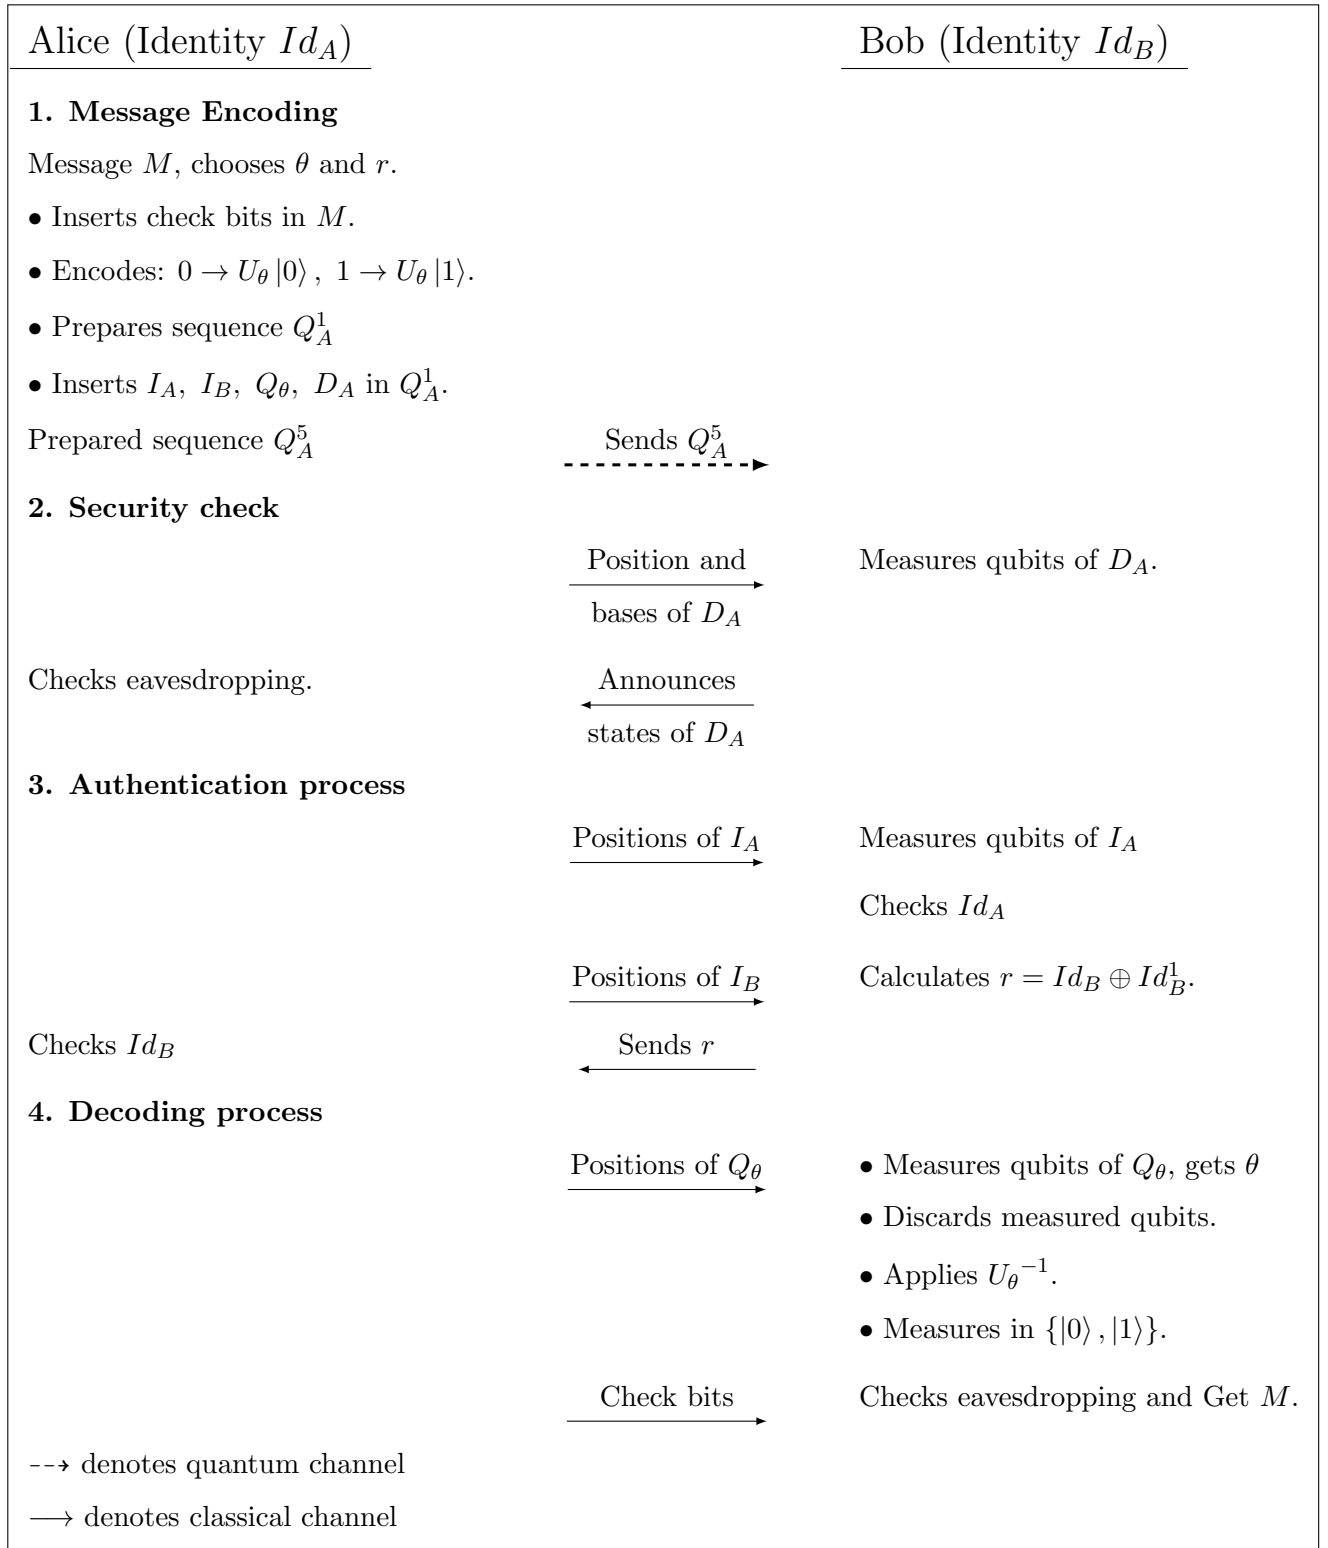 Alice (Identity $Id_A$)
Bob (Identity $Id_B$)
1. Message Encoding
Message $M$, chooses $\theta$ and $r$.
• Inserts check bits in $M$.
• Encodes: $0 \to U_\theta |0\rangle, \ 1 \to U_\theta |1\rangle$.
• Prepares sequence $Q_A^1$
• Inserts $I_A, \ I_B, \ Q_\theta, \ D_A$ in $Q_A^1$.
Prepared sequence $Q_A^5$
Sends $Q_A^5$
2. Security check
Position and
bases of $D_A$
Measures qubits of $D_A$.
Checks eavesdropping.
Announces
states of $D_A$
3. Authentication process
Positions of $I_A$
Measures qubits of $I_A$
Checks $Id_A$
Positions of $I_B$
Calculates $r = Id_B \oplus Id_B^1$.
Checks $Id_B$
Sends $r$
4. Decoding process
Positions of $Q_\theta$
• Measures qubits of $Q_\theta$, gets $\theta$
• Discards measured qubits.
• Applies ${U_\theta}^{-1}$.
• Measures in $\{|0\rangle, |1\rangle\}$.
Check bits
Checks eavesdropping and Get $M$.
⇢ denotes quantum channel
⟶ denotes classical channel